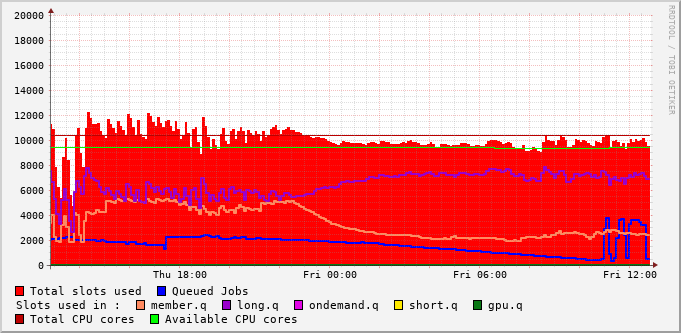 20000
18000
16000
14000
12000
10000
8000
6000
4000
2000
0
Thu 18:00 Fri 00:00 Fri 06:00 Fri 12:00
Total slots used Queued Jobs
Slots used in : member.q long.q ondemand.q short.q gpu.q
Total CPU cores Available CPU cores
RRDTOOL / TOBI OETIKER